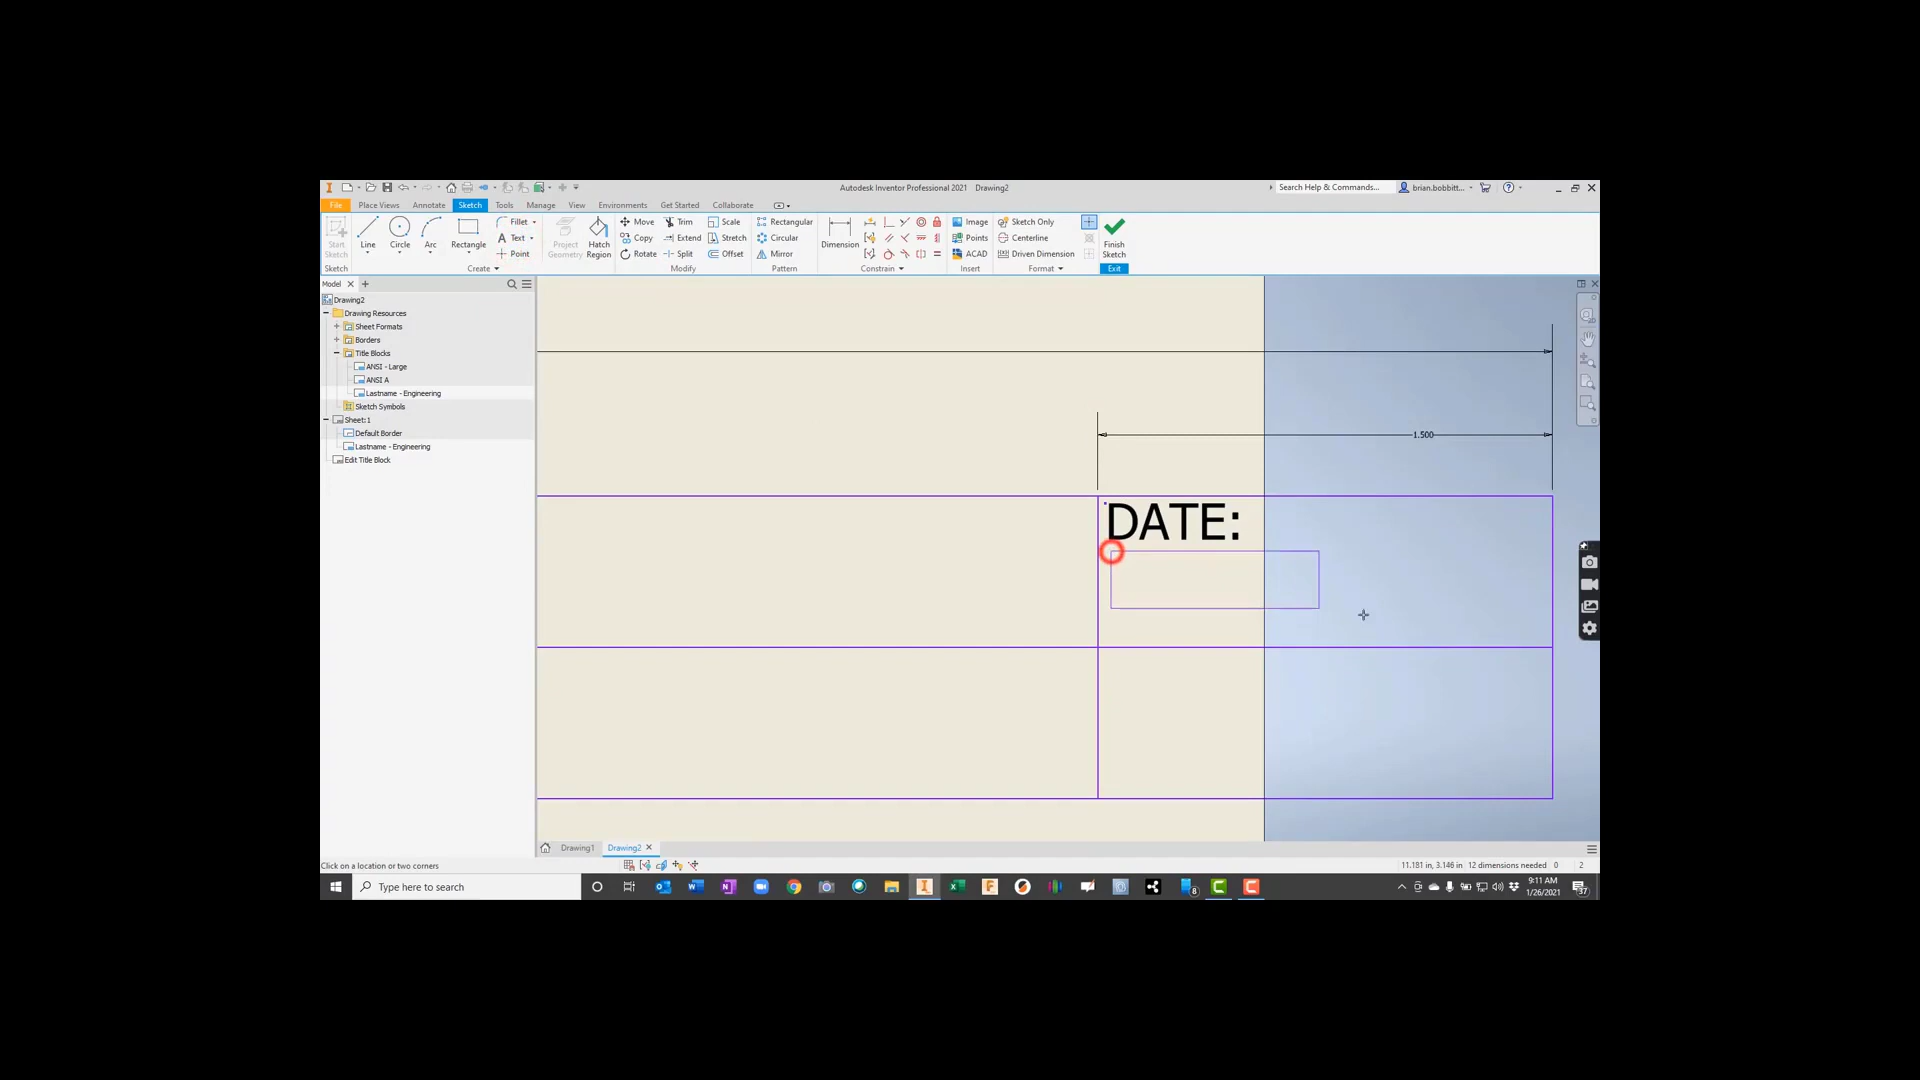 Autodesk Inventor Professional 2021 Drawing2
Search Help & Commands...
brian.bobbitt...
File Place Views Annotate Sketch Tools Manage View Environments Get Started Collaborate
Start Sketch
Line
Circle
Arc
Rectangle
Fillet
Text
Point
Project Geometry
Hatch Region
Move
Copy
Rotate
Trim
Extend
Split
Scale
Stretch
Offset
Rectangular
Circular
Mirror
Dimension
Image
Points
ACAD
Sketch Only
Centerline
Driven Dimension
Finish Sketch
Sketch Create Modify Pattern Constrain Insert Format Exit
Model
Drawing2
Drawing Resources
Sheet Formats
Borders
Title Blocks
ANSI - Large
ANSI A
Lastname - Engineering
Sketch Symbols
Sheet:1
Default Border
Lastname - Engineering
Edit Title Block
1.500
DATE:
Drawing1 Drawing2
Click on a location or two corners
11.181 in, 3.146 in 12 dimensions needed 0 2
Type here to search
8
9:11 AM
1/26/2021
37